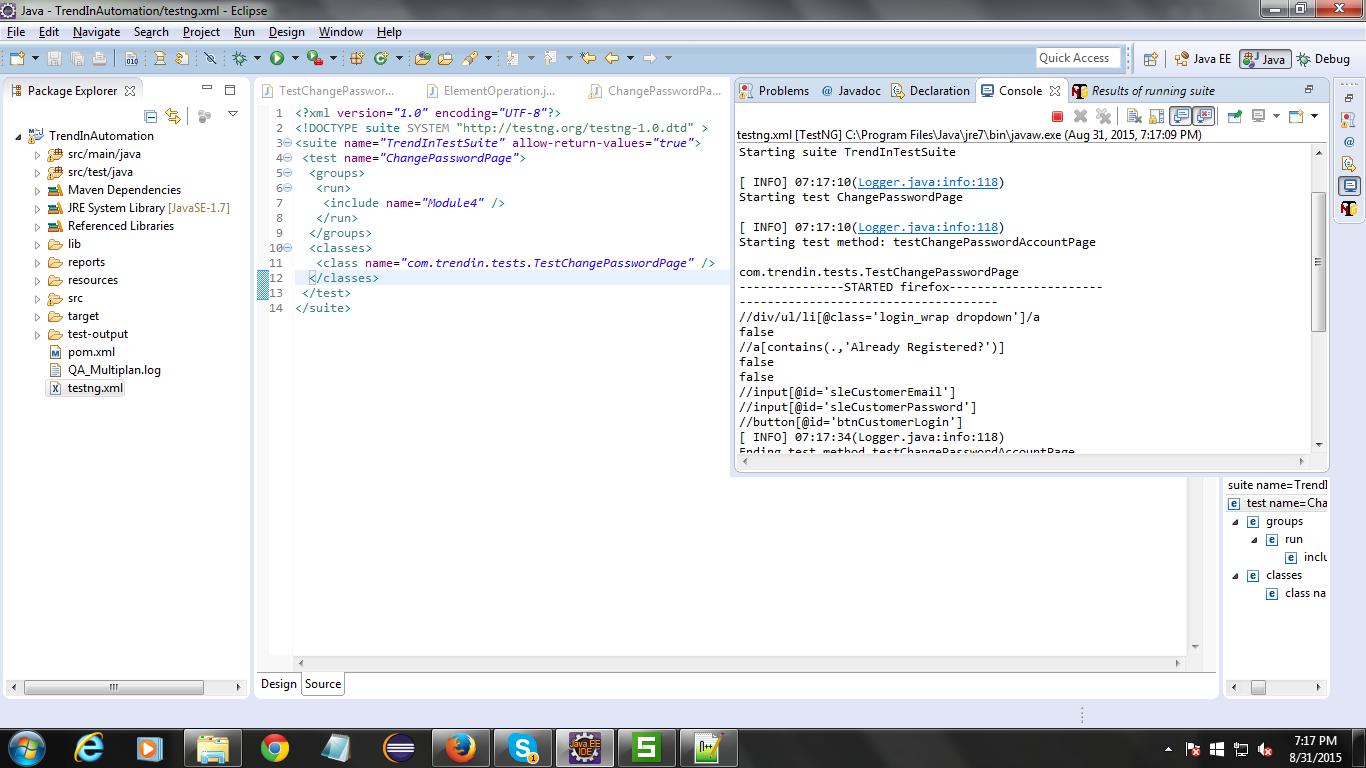 Java - TrendInAutomation/testng.xml - Eclipse
File Edit Navigate Search Project Run Design Window Help
Quick Access
Java EE
Java
Debug
Package Explorer
TrendInAutomation
src/main/java
src/test/java
Maven Dependencies
JRE System Library [JavaSE-1.7]
Referenced Libraries
lib
reports
resources
src
target
test-output
pom.xml
QA_Multiplan.log
testng.xml
TestChangePasswor...
ElementOperation.j...
ChangePasswordPa...
1 <?xml version="1.0" encoding="UTF-8"?>
2 <!DOCTYPE suite SYSTEM "http://testng.org/testng-1.0.dtd" >
3 <suite name="TrendInTestSuite" allow-return-values="true">
4 <test name="ChangePasswordPage">
5 <groups>
6 <run>
7 <include name="Module4" />
8 </run>
9 </groups>
10 <classes>
11 <class name="com.trendin.tests.TestChangePasswordPage" />
12 </classes>
13 </test>
14 </suite>
Design
Source
Problems
@ Javadoc
Declaration
Console
Results of running suite
testng.xml [TestNG] C:\Program Files\Java\jre7\bin\javaw.exe (Aug 31, 2015, 7:17:09 PM)
Starting suite TrendInTestSuite
[ INFO] 07:17:10(Logger.java:info:118)
Starting test ChangePasswordPage
[ INFO] 07:17:10(Logger.java:info:118)
Starting test method: testChangePasswordAccountPage
com.trendin.tests.TestChangePasswordPage
---------------STARTED firefox----------------------
-------------------------------------
//div/ul/li[@class='login_wrap dropdown']/a
false
//a[contains(.,'Already Registered?')]
false
false
//input[@id='sleCustomerEmail']
//input[@id='sleCustomerPassword']
//button[@id='btnCustomerLogin']
[ INFO] 07:17:34(Logger.java:info:118)
Ending test method testChangePasswordAccountPage
suite name=TrendI
test name=Cha
groups
run
inclu
classes
class na
7:17 PM
8/31/2015